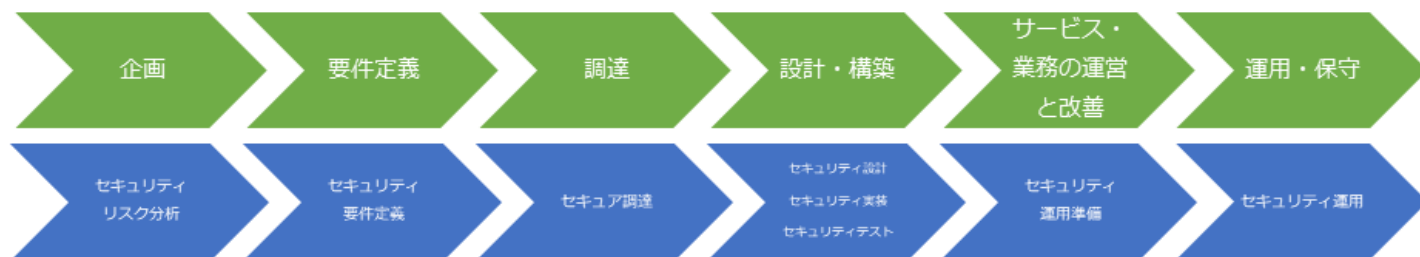 企画
要件定義
調達
設計・構築
サービス・
業務の運営
と改善
運用・保守
セキュリティ
リスク分析
セキュリティ
要件定義
セキュア調達
セキュリティ設計
セキュリティ実装
セキュリティテスト
セキュリティ
運用準備
セキュリティ運用